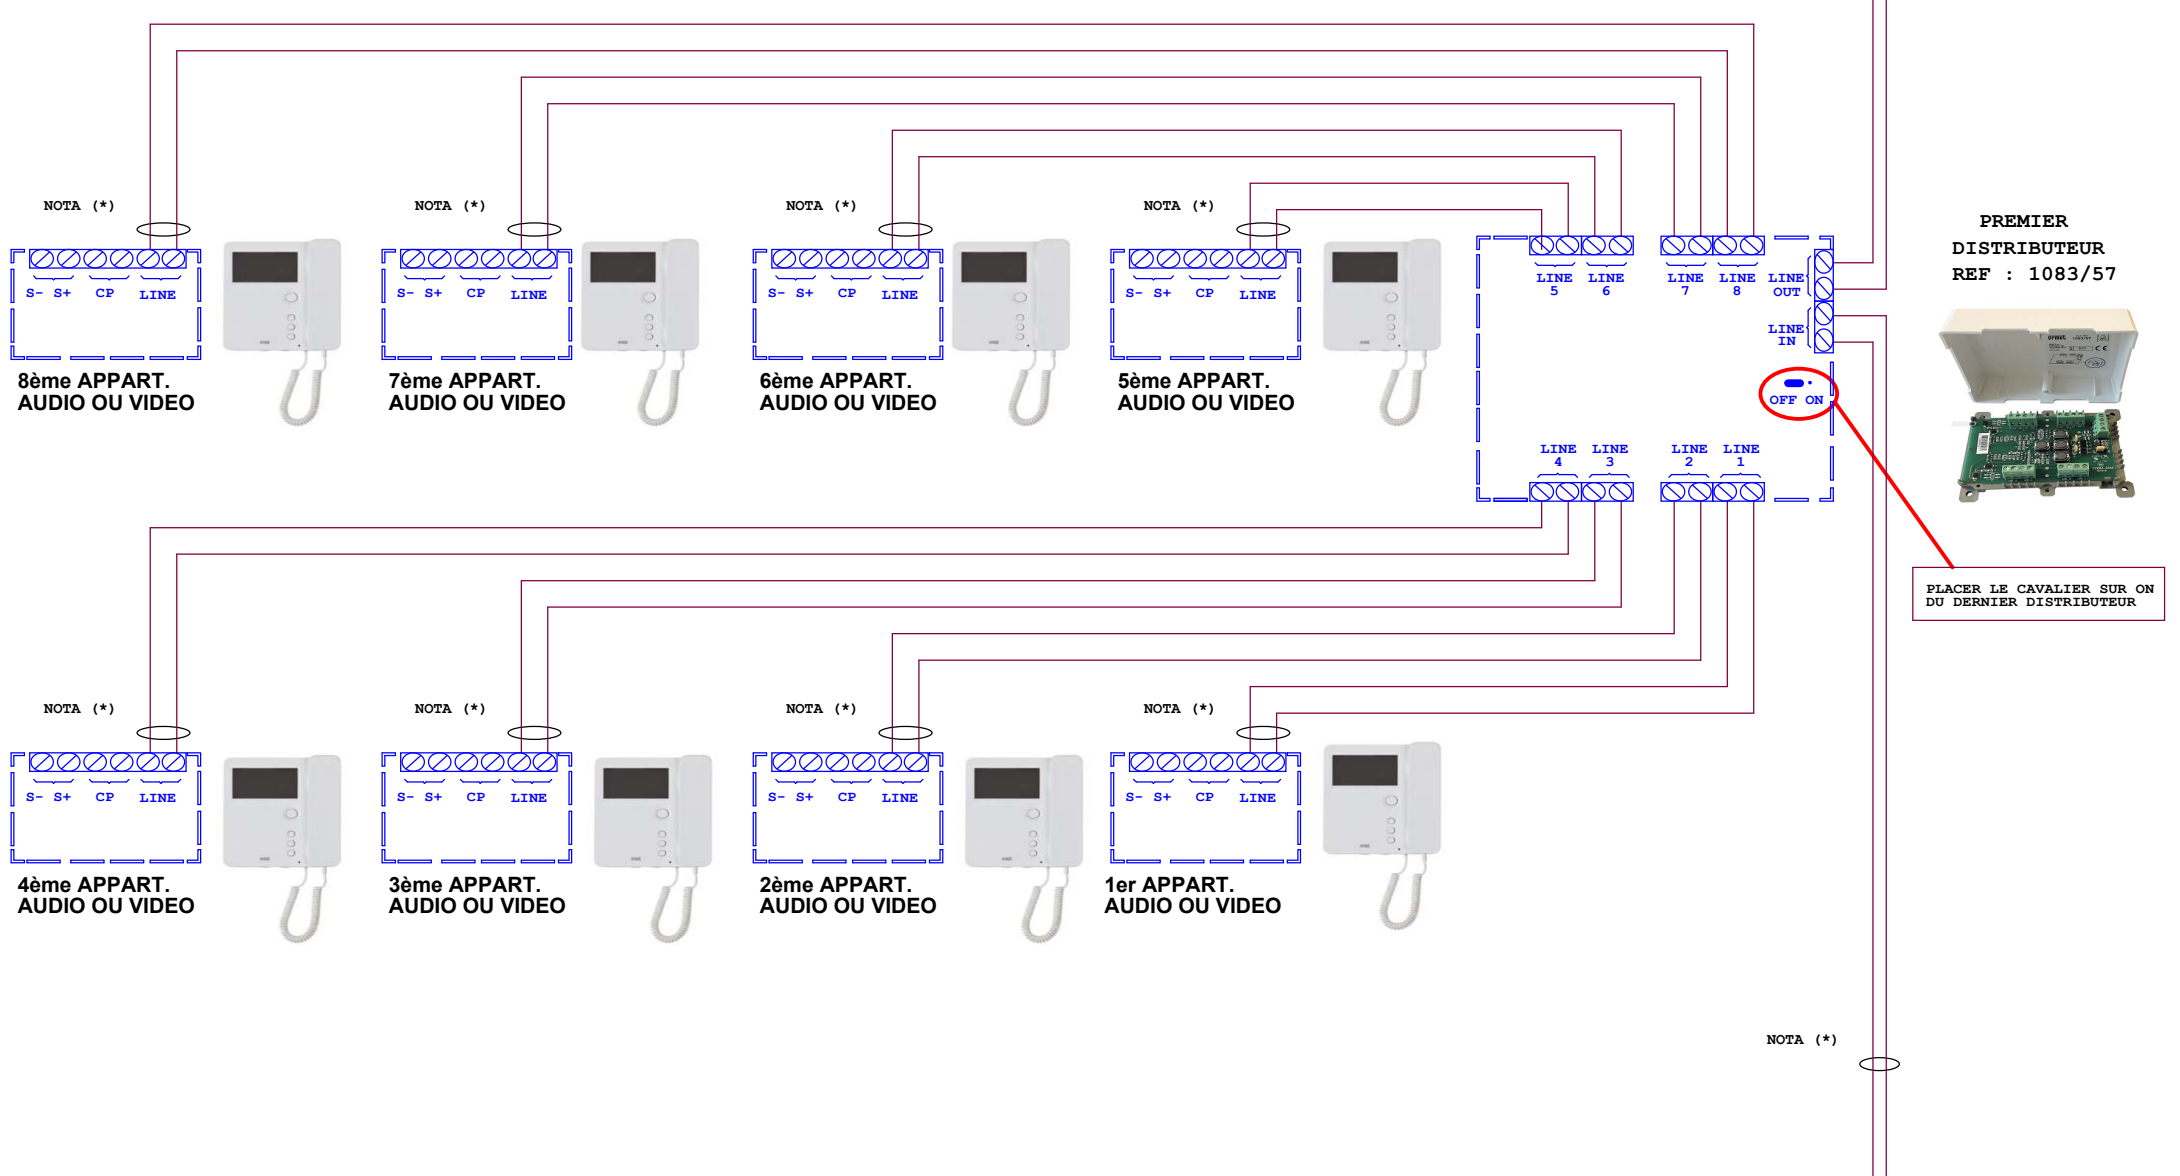 NOTA (*)
NOTA (*)
NOTA (*)
NOTA (*)
S- S+ CP LINE
S- S+ CP LINE
S- S+ CP LINE
S- S+ CP LINE
8ème APPART.
AUDIO OU VIDEO
7ème APPART.
AUDIO OU VIDEO
6ème APPART.
AUDIO OU VIDEO
5ème APPART.
AUDIO OU VIDEO
LINE
5
LINE
6
LINE
7
LINE
8
LINE
OUT
LINE
IN
OFF ON
LINE
4
LINE
3
LINE
2
LINE
1
PREMIER
DISTRIBUTEUR
REF : 1083/57
urmet
PLACER LE CAVALIER SUR ON
DU DERNIER DISTRIBUTEUR
NOTA (*)
NOTA (*)
NOTA (*)
NOTA (*)
S- S+ CP LINE
S- S+ CP LINE
S- S+ CP LINE
S- S+ CP LINE
4ème APPART.
AUDIO OU VIDEO
3ème APPART.
AUDIO OU VIDEO
2ème APPART.
AUDIO OU VIDEO
1er APPART.
AUDIO OU VIDEO
NOTA (*)